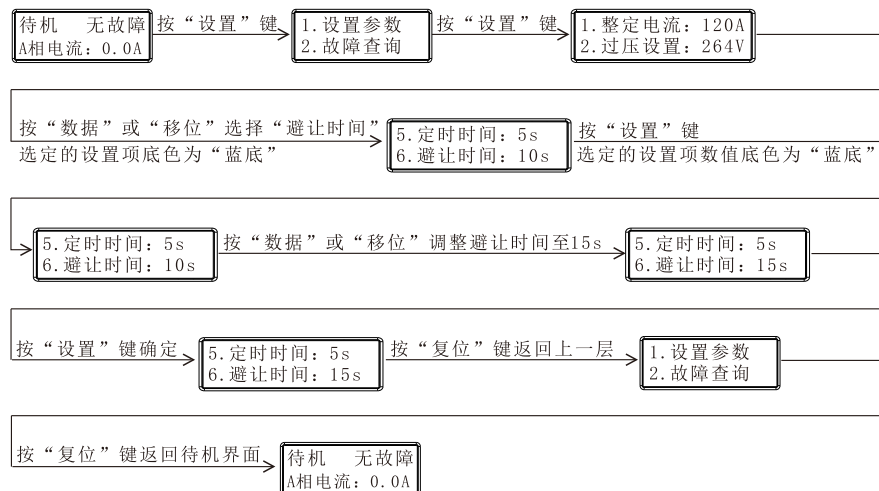 待机 无故障
A相电流：0.0A
按“设置”键
1.设置参数
2.故障查询
按“设置”键
1.整定电流：120A
2.过压设置：264V
按“数据”或“移位”选择“避让时间”
选定的设置项底色为“蓝底”
5.定时时间：5s
6.避让时间：10s
按“设置”键
选定的设置项数值底色为“蓝底”
5.定时时间：5s
6.避让时间：10s
按“数据”或“移位”调整避让时间至15s
5.定时时间：5s
6.避让时间：15s
按“设置”键确定
5.定时时间：5s
6.避让时间：15s
按“复位”键返回上一层
1.设置参数
2.故障查询
按“复位”键返回待机界面
待机 无故障
A相电流：0.0A